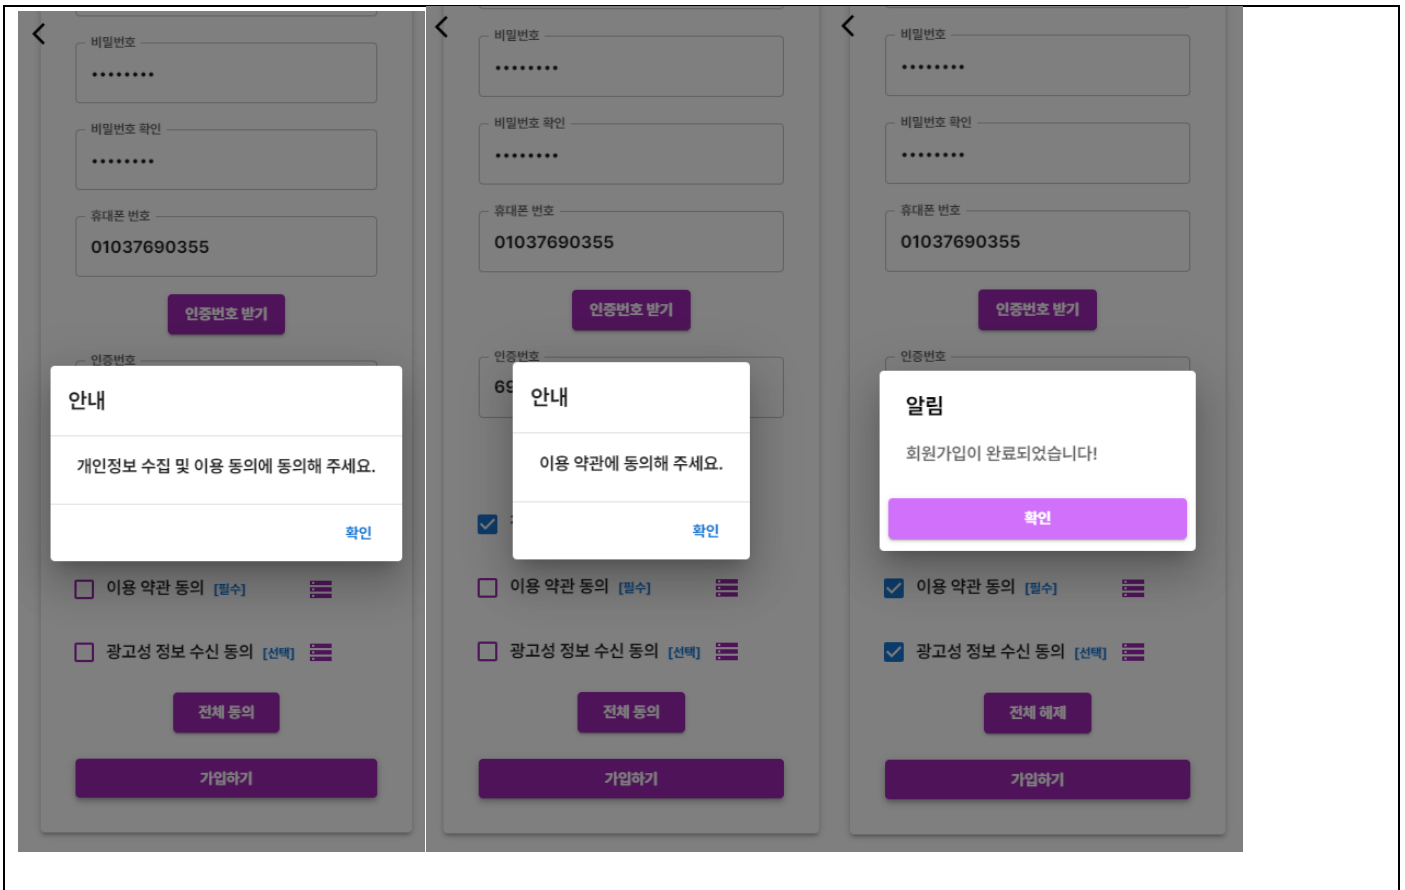 비밀번호
••••••••
비밀번호 확인
••••••••
휴대폰 번호
01037690355
인증번호 받기
인증번호
안내
개인정보 수집 및 이용 동의에 동의해 주세요.
확인
이용 약관 동의 [필수]
광고성 정보 수신 동의 [선택]
전체 동의
가입하기
비밀번호
••••••••
비밀번호 확인
••••••••
휴대폰 번호
01037690355
인증번호 받기
인증번호
69
안내
이용 약관에 동의해 주세요.
확인
이용 약관 동의 [필수]
광고성 정보 수신 동의 [선택]
전체 동의
가입하기
비밀번호
••••••••
비밀번호 확인
••••••••
휴대폰 번호
01037690355
인증번호 받기
인증번호
알림
회원가입이 완료되었습니다!
확인
이용 약관 동의 [필수]
광고성 정보 수신 동의 [선택]
전체 해제
가입하기